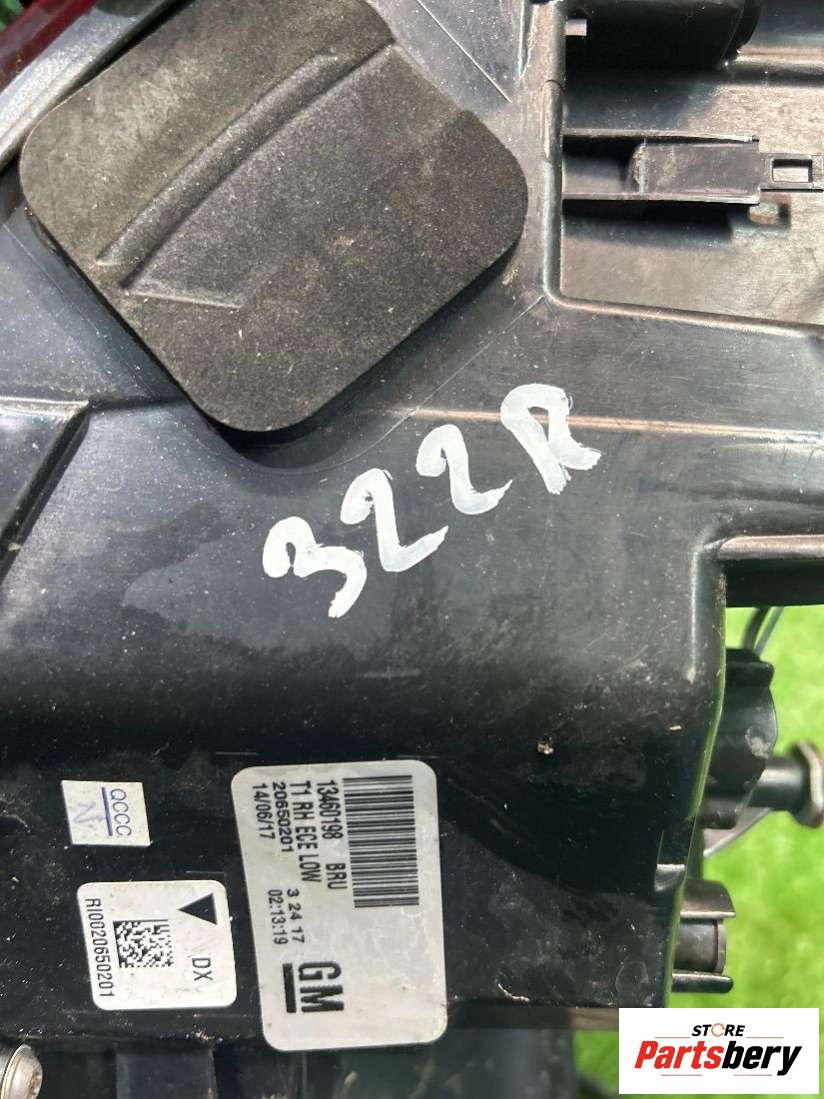 322R
QCCC
N
13460198 BRU
T1 RH ECE LOW
20650201 3 24 17
14/06/17 02:13:19
GM
DX
RI0020650201
STORE
Partsbery